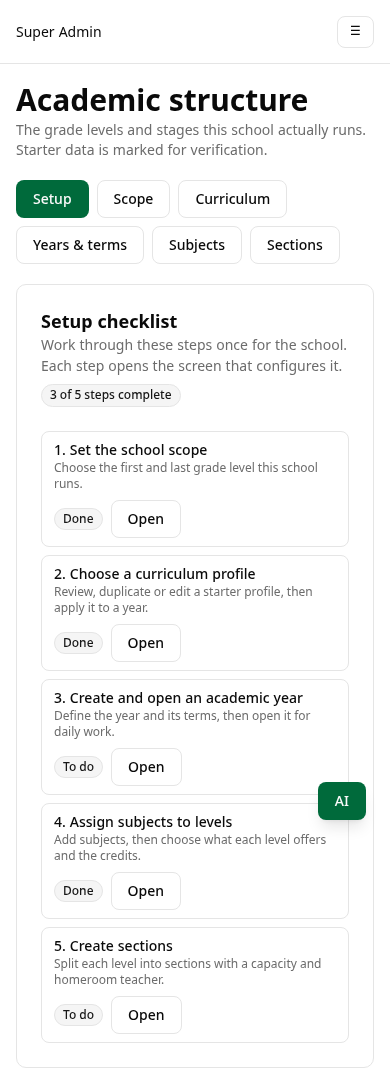 Super Admin
☰
Academic structure
The grade levels and stages this school actually runs.
Starter data is marked for verification.
Setup
Scope
Curriculum
Years & terms
Subjects
Sections
Setup checklist
Work through these steps once for the school.
Each step opens the screen that configures it.
3 of 5 steps complete
1. Set the school scope
Choose the first and last grade level this school
runs.
Done
Open
2. Choose a curriculum profile
Review, duplicate or edit a starter profile, then
apply it to a year.
Done
Open
3. Create and open an academic year
Define the year and its terms, then open it for
daily work.
To do
Open
AI
4. Assign subjects to levels
Add subjects, then choose what each level offers
and the credits.
Done
Open
5. Create sections
Split each level into sections with a capacity and
homeroom teacher.
To do
Open